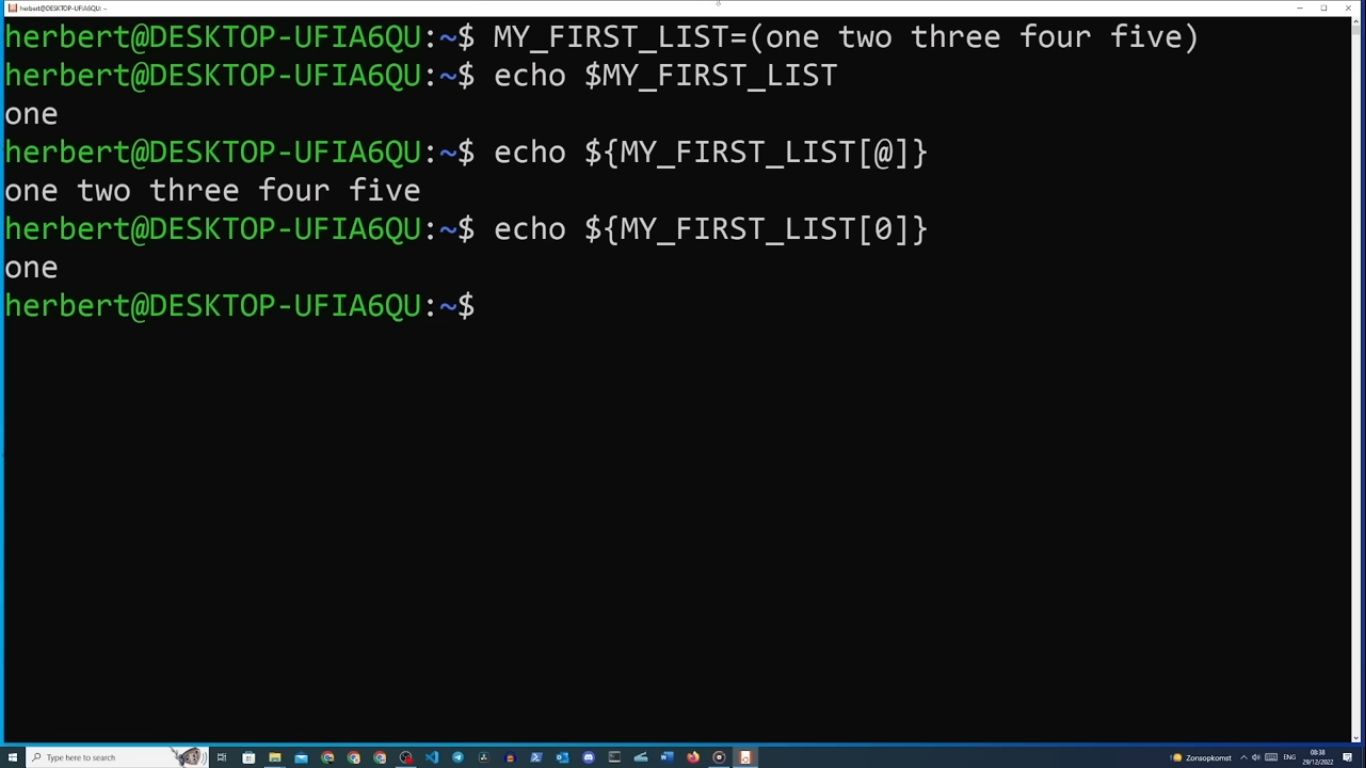 herbert@DESKTOP-UFIA6QU: ~
herbert@DESKTOP-UFIA6QU:~$ MY_FIRST_LIST=(one two three four five)
herbert@DESKTOP-UFIA6QU:~$ echo $MY_FIRST_LIST
one
herbert@DESKTOP-UFIA6QU:~$ echo ${MY_FIRST_LIST[@]}
one two three four five
herbert@DESKTOP-UFIA6QU:~$ echo ${MY_FIRST_LIST[0]}
one
herbert@DESKTOP-UFIA6QU:~$
Type here to search
Zonsopkomst
ENG
08:38
29/12/2022